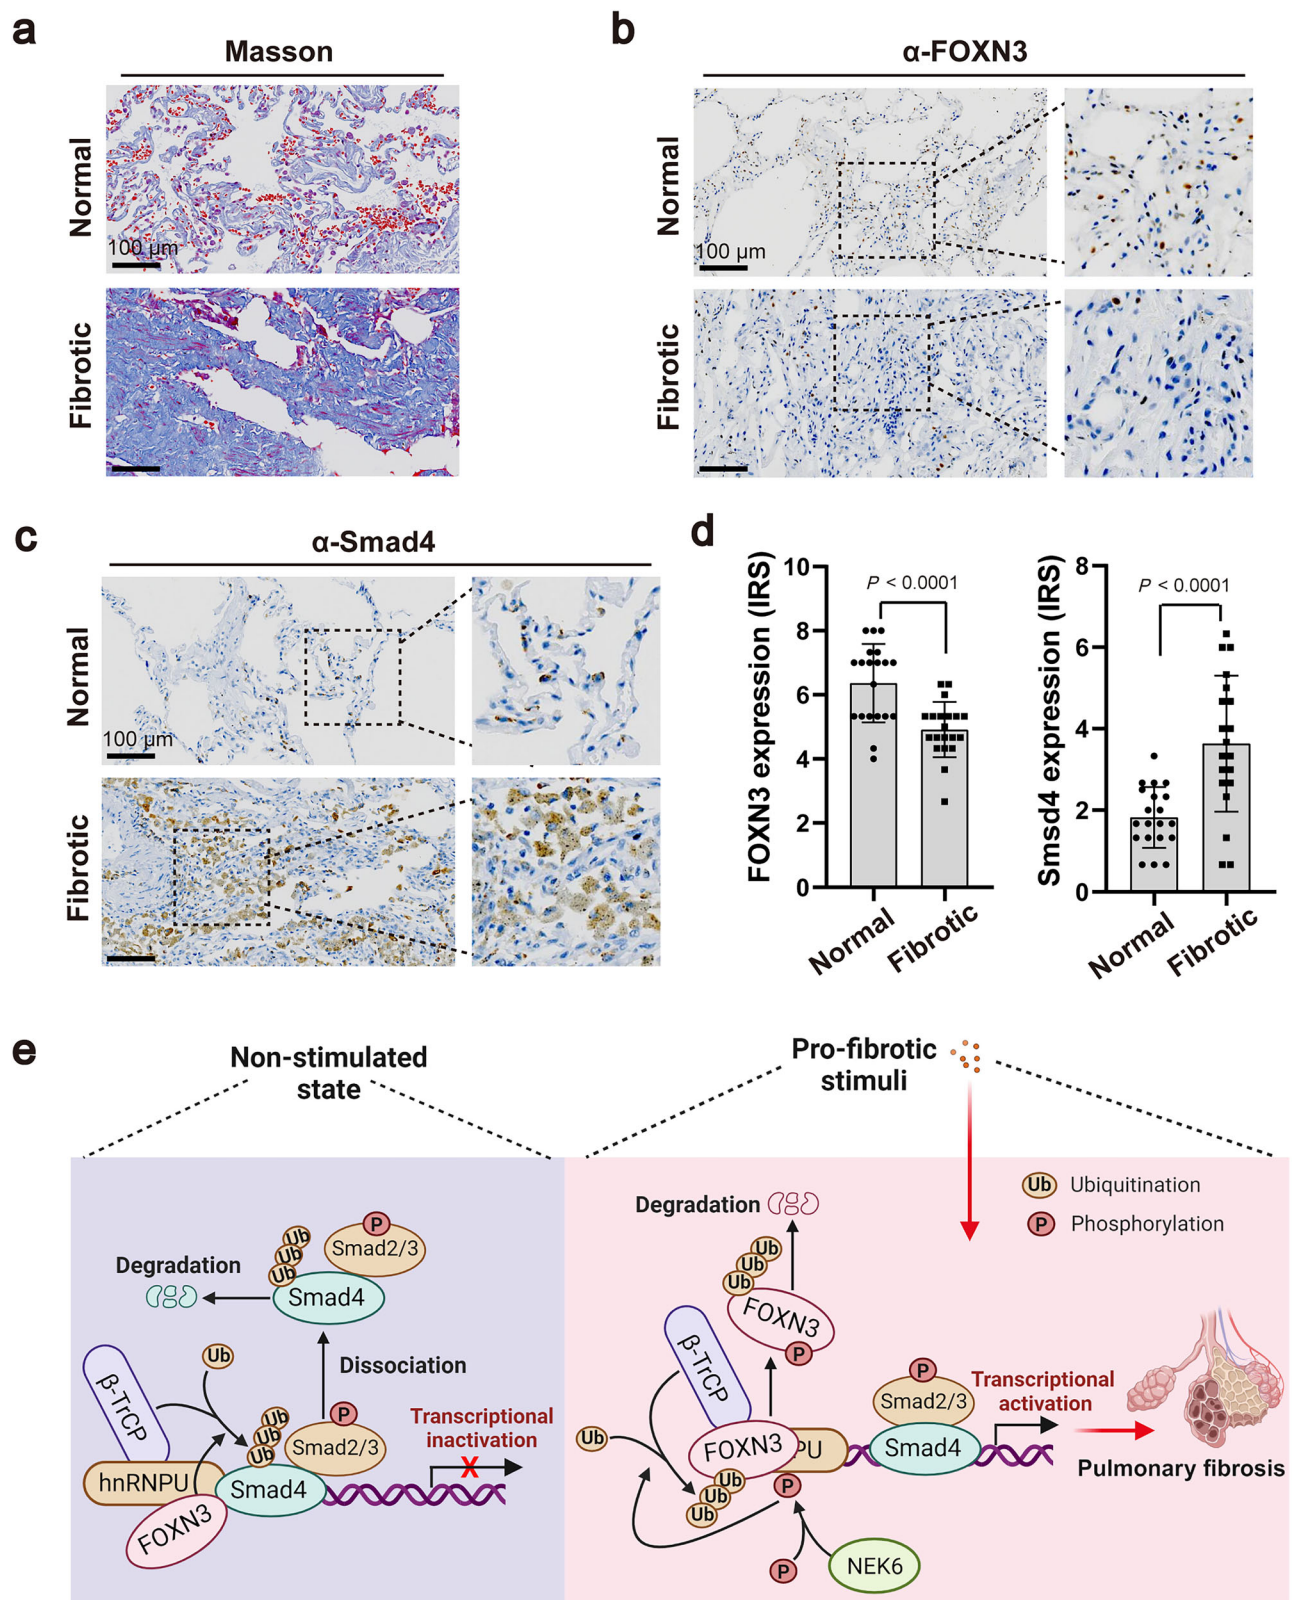 a
Masson
Normal
100 μm
Fibrotic
b
α-FOXN3
Normal
100 μm
Fibrotic
c
α-Smad4
Normal
100 μm
Fibrotic
d
FOXN3 expression (IRS)
10
8
6
4
2
0
P < 0.0001
Normal
Fibrotic
Smsd4 expression (IRS)
8
6
4
2
0
P < 0.0001
Normal
Fibrotic
e
Non-stimulated
state
Degradation
Ub
Ub
Ub
P
Smad2/3
Smad4
Dissociation
Ub
β-TrCP
Ub
Ub
Ub
P
Smad2/3
hnRNPU
Smad4
FOXN3
Transcriptional
inactivation
X
Pro-fibrotic
stimuli
Ub Ubiquitination
P Phosphorylation
Degradation
Ub
Ub
Ub
FOXN3
P
β-TrCP
Ub
FOXN3
PU
Ub
Ub
Ub
P
P
NEK6
P
Smad2/3
Smad4
Transcriptional
activation
Pulmonary fibrosis